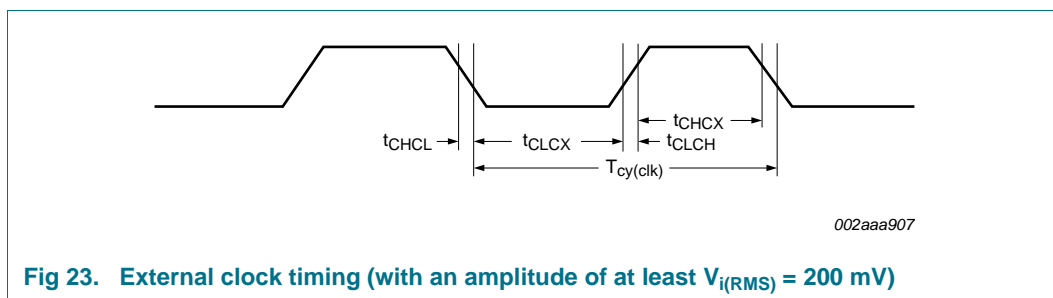 tCHCX
tCHCL tCLCX tCLCH
Tcy(clk)
002aaa907
Fig 23. External clock timing (with an amplitude of at least Vi(RMS) = 200 mV)